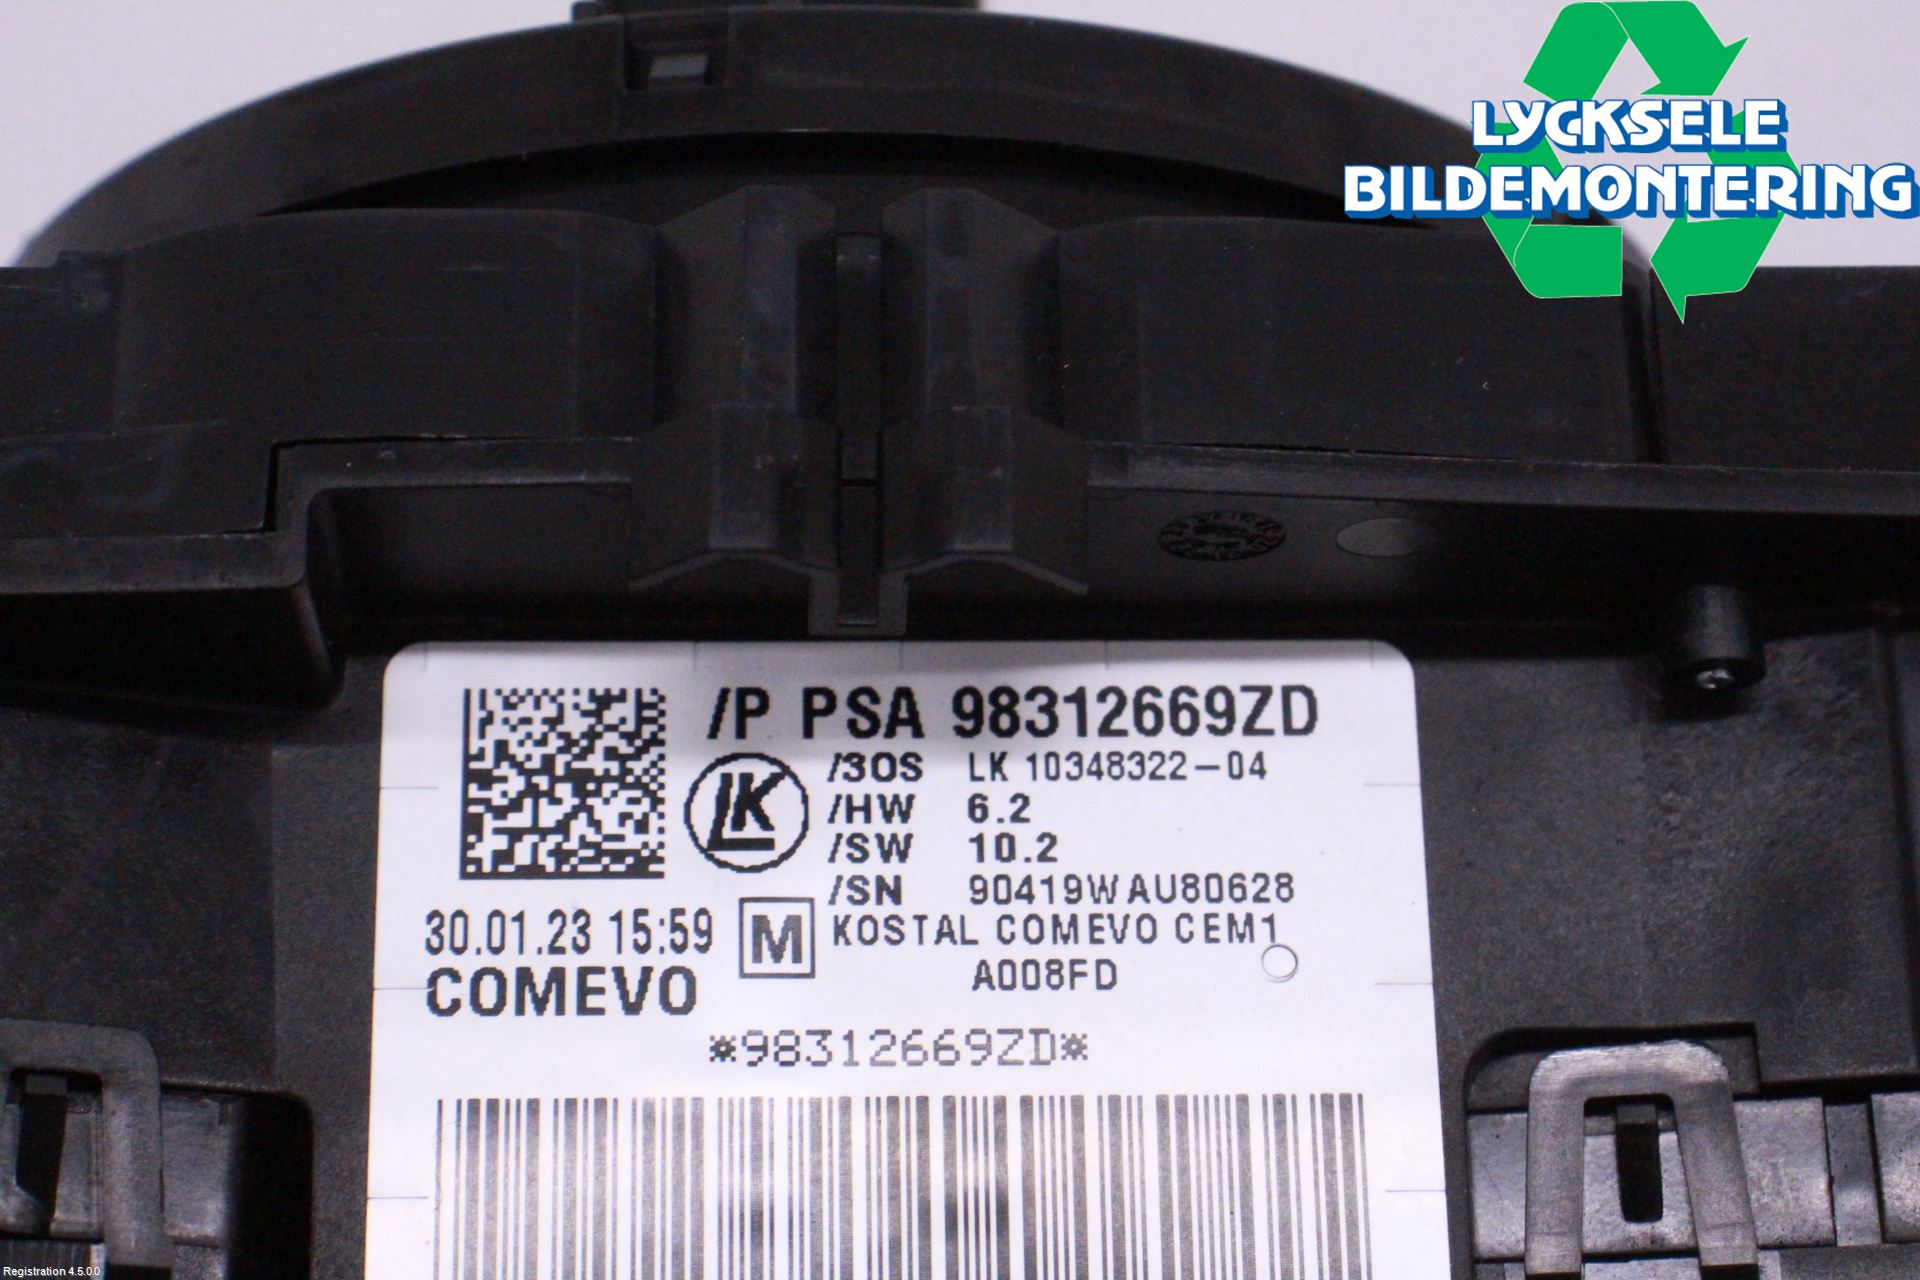 LYCKSELE
BILDEMONTERING
/P PSA 98312669ZD
LK
/3OS LK 10348322-04
/HW 6.2
/SW 10.2
/SN 90419WAU80628
30.01.23 15:59
M
KOSTAL COMEVO CEM1
COMEVO
A008FD
*98312669ZD*
Registration 4.5.0.0